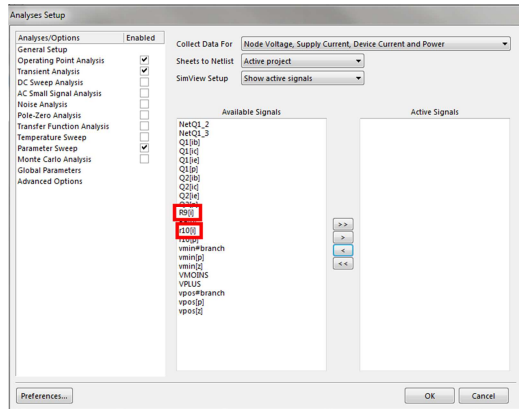 Analyses Setup
Analyses/Options Enabled
General Setup
Operating Point Analysis
Transient Analysis
DC Sweep Analysis
AC Small Signal Analysis
Noise Analysis
Pole-Zero Analysis
Transfer Function Analysis
Temperature Sweep
Parameter Sweep
Monte Carlo Analysis
Global Parameters
Advanced Options
Collect Data For Node Voltage, Supply Current, Device Current and Power
Sheets to Netlist Active project
SimView Setup Show active signals
Available Signals
NetQ1_2
NetQ1_3
Q1[ib]
Q1[ic]
Q1[ie]
Q1[p]
Q2[ib]
Q2[ic]
Q2[ie]
Q2[p]
R9[i]
r10[i]
r10[p]
vmin#branch
vmin[p]
vmin[z]
VMOINS
VPLUS
vpos#branch
vpos[p]
vpos[z]
>>
>
<
<<
Active Signals
Preferences...
OK
Cancel